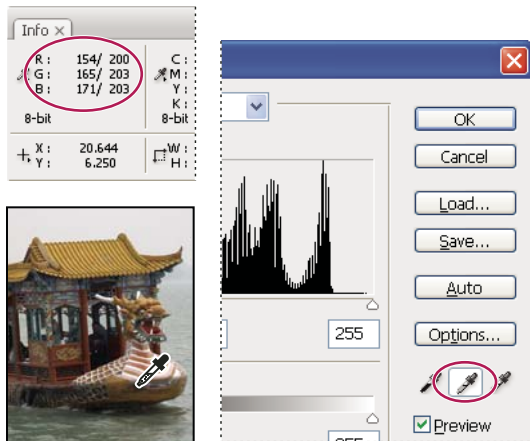 Info ×
R : 154/ 200
G : 165/ 203
B : 171/ 203
8-bit
C :
M :
Y :
K :
8-bit
X : 20.644
Y : 6.250
W :
H :
OK
Cancel
Load...
Save...
Auto
255
Options...
Preview